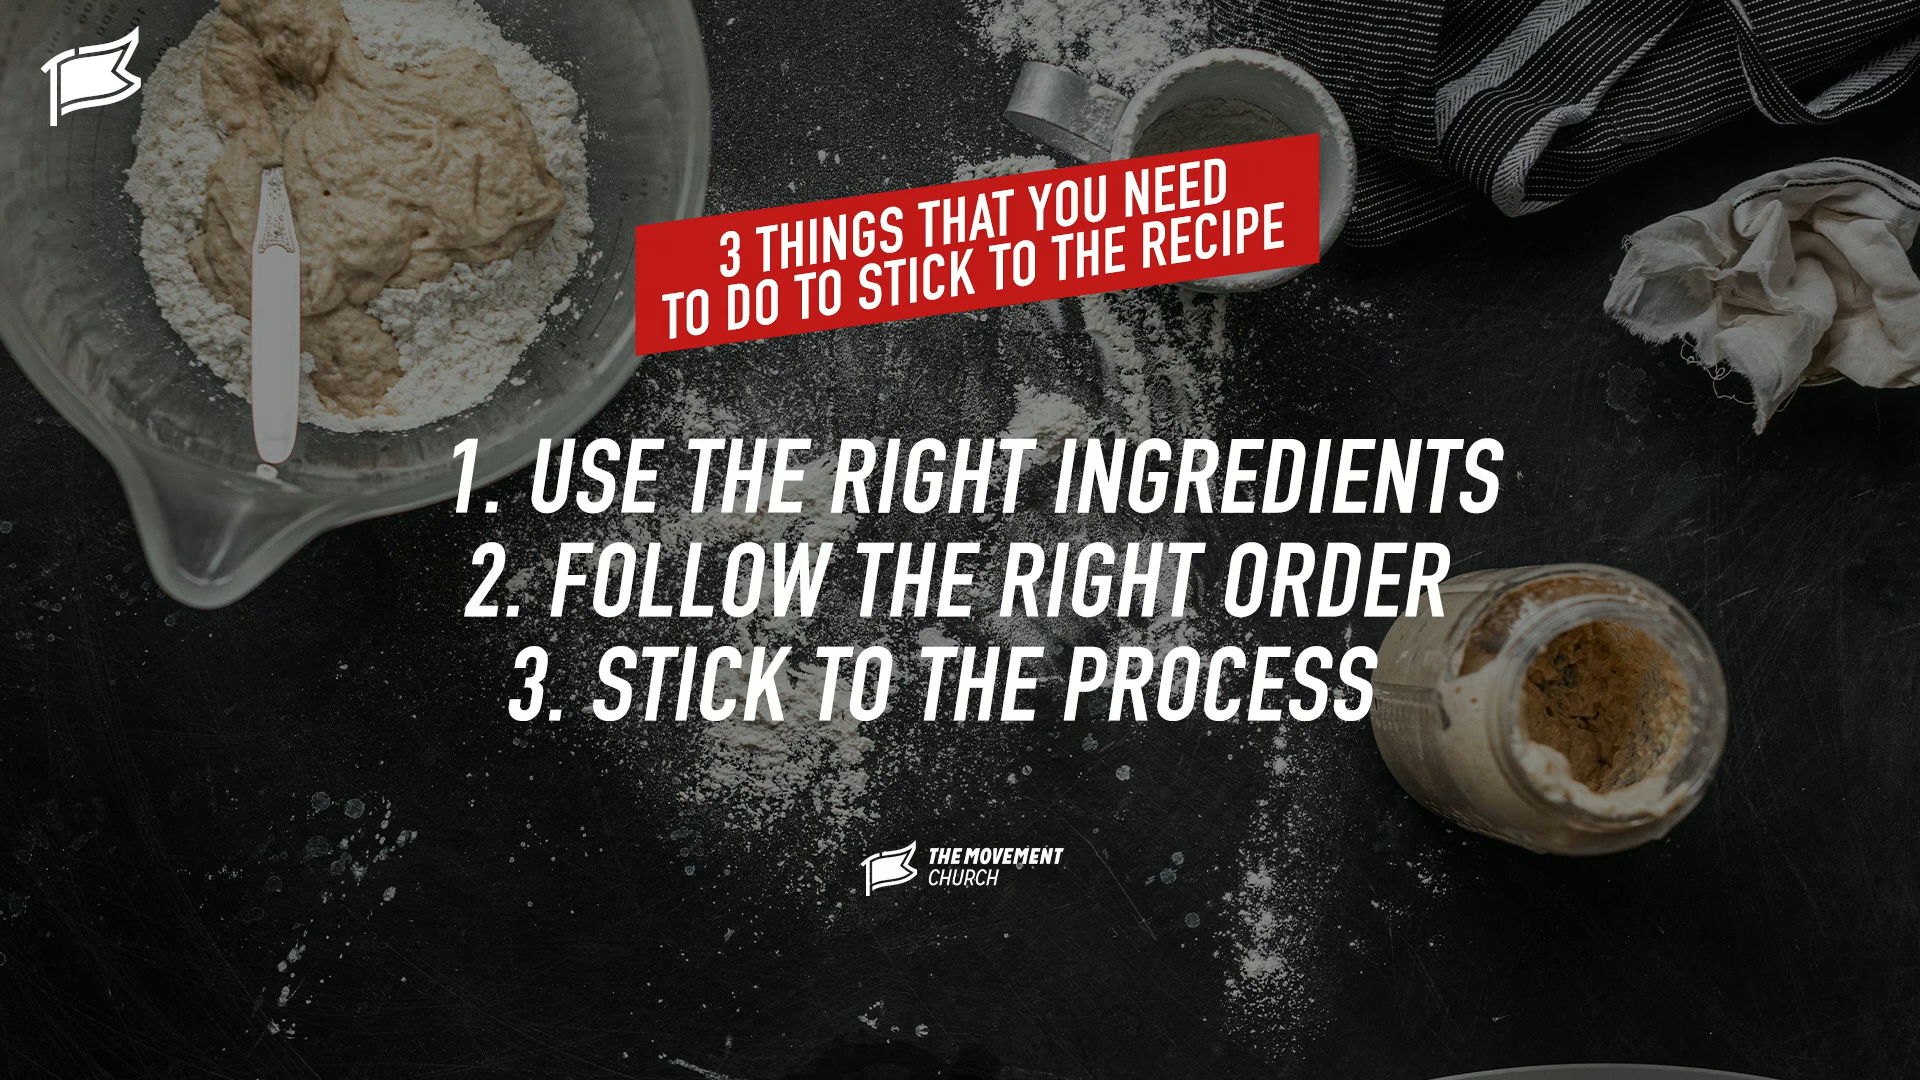 3 THINGS THAT YOU NEED
TO DO TO STICK TO THE RECIPE
1. USE THE RIGHT INGREDIENTS
2. FOLLOW THE RIGHT ORDER
3. STICK TO THE PROCESS
THE MOVEMENT
CHURCH